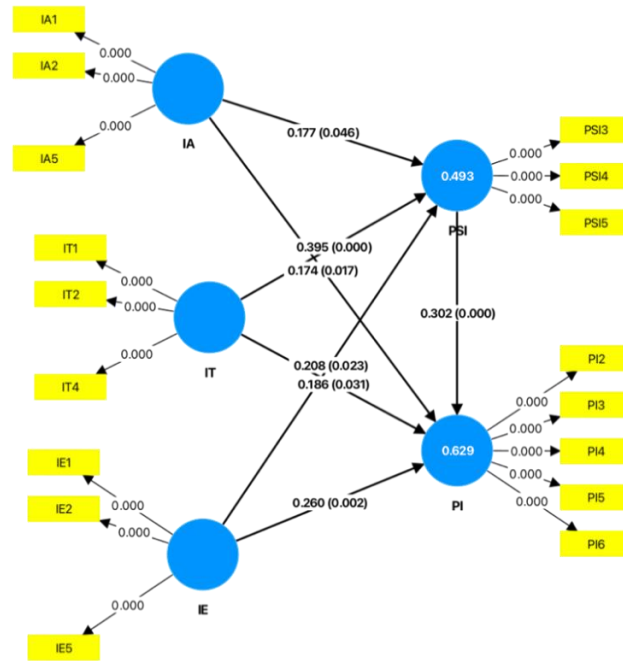 IA1
0.000
IA2
0.000
0.000
IA5
IA
0.177 (0.046)
PSI3
0.000
0.493
0.000
PSI4
0.000
PSI5
PSI
IT1
0.000
IT2
0.000
0.000
IT4
IT
0.395 (0.000)
0.174 (0.017)
0.302 (0.000)
0.208 (0.023)
0.186 (0.031)
PI2
0.000
PI3
0.000
0.629
0.000
PI4
0.000
PI5
0.000
PI6
PI
IE1
0.000
IE2
0.000
0.260 (0.002)
0.000
IE5
IE